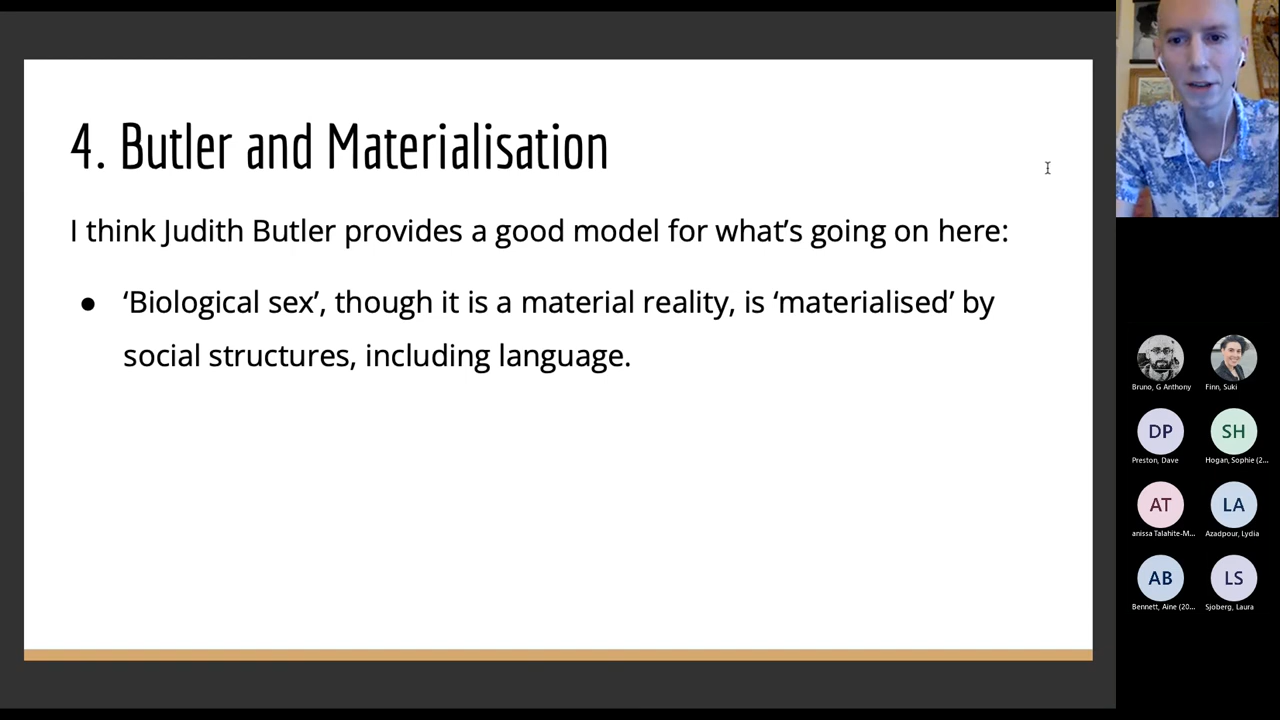 4. Butler and Materialisation
I think Judith Butler provides a good model for what's going on here:
● ‘Biological sex’, though it is a material reality, is ‘materialised’ by
social structures, including language.
Bruno, G Anthony
Finn, Suki
DP
SH
Preston, Dave
Hogan, Sophie (2...
AT
LA
anissa Talahite-M...
Azadpour, Lydia
AB
LS
Bennett, Aine (20...
Sjoberg, Laura